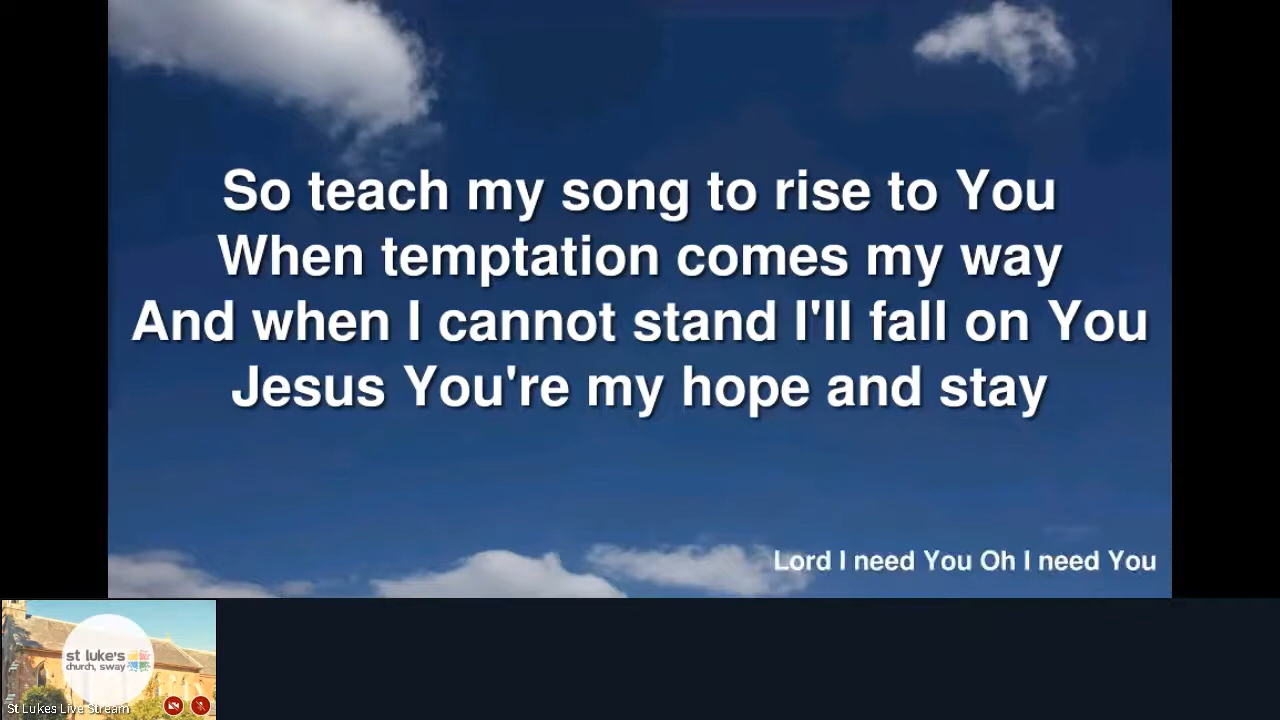 So teach my song to rise to You
When temptation comes my way
And when I cannot stand I'll fall on You
Jesus You're my hope and stay
Lord I need You Oh I need You
st luke's
church, sway
St Lukes Live Stream